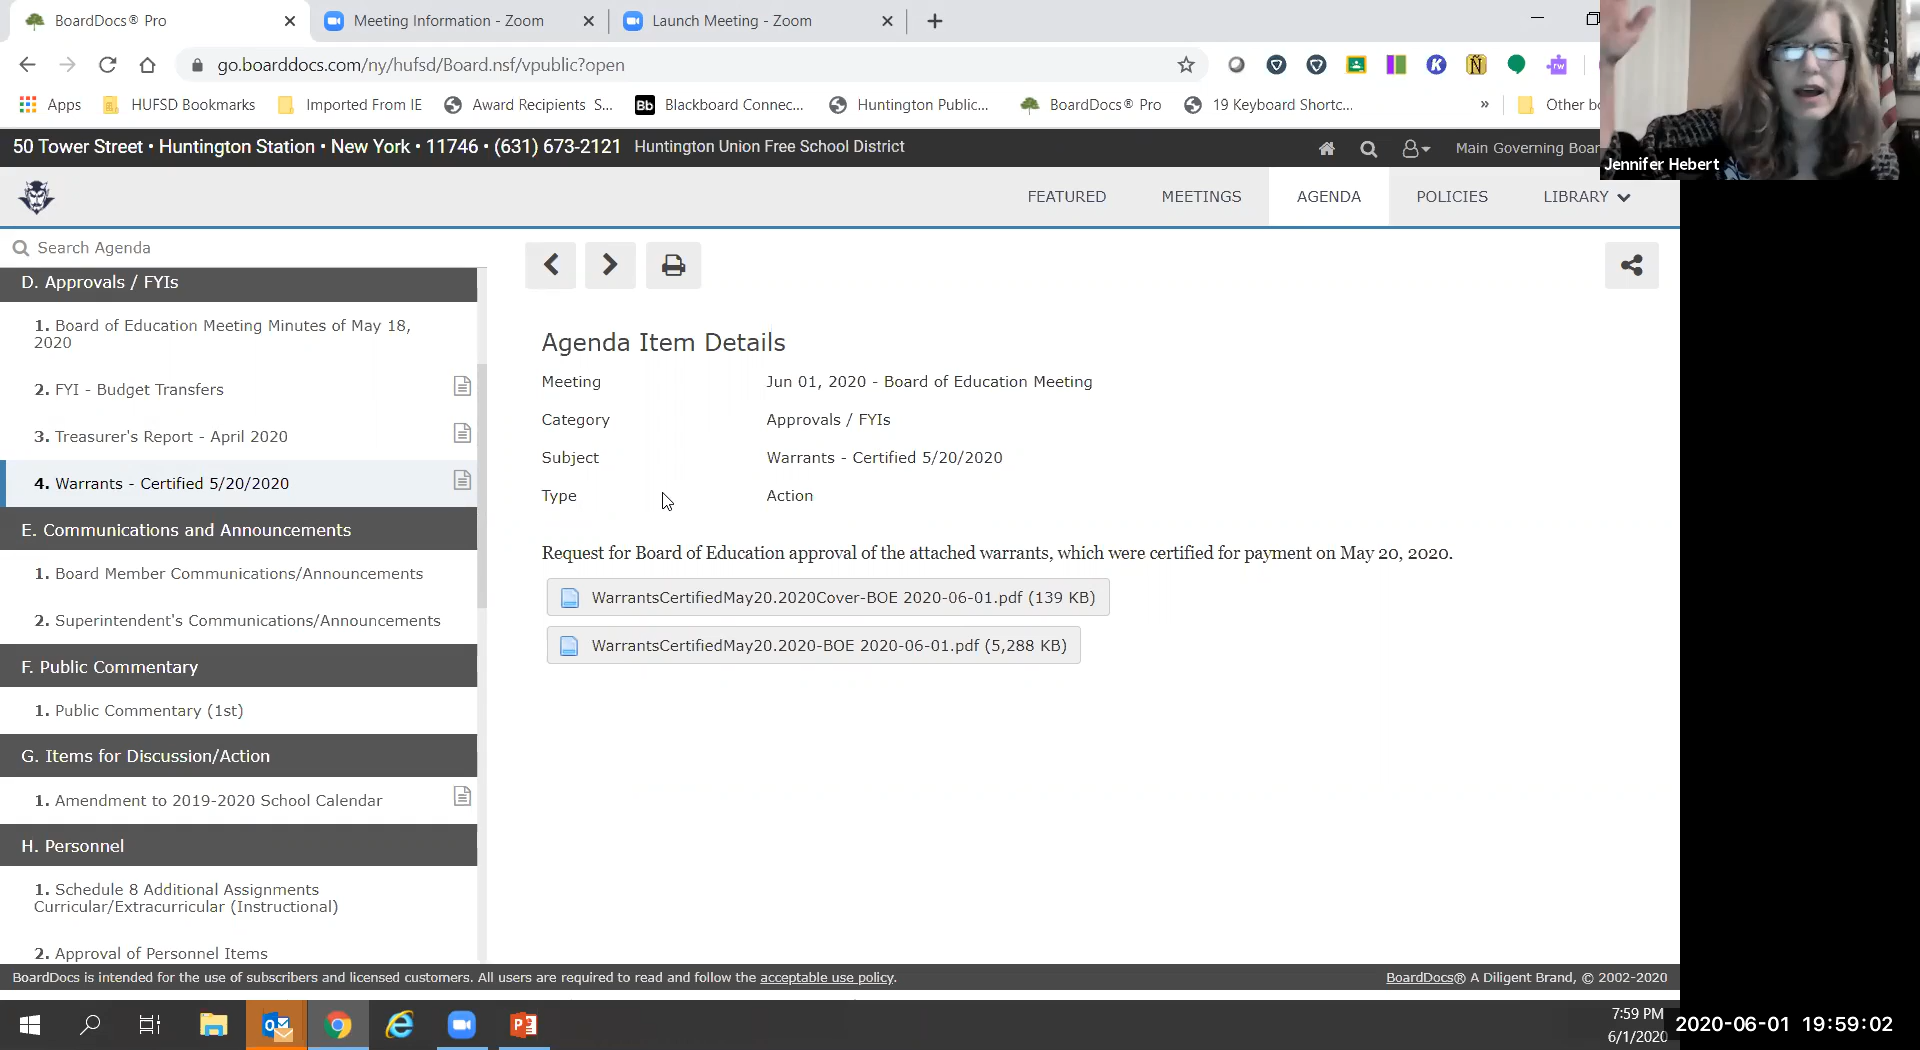 BoardDocs® Pro
Meeting Information - Zoom
Launch Meeting - Zoom
go.boarddocs.com/ny/hufsd/Board.nsf/vpublic?open
Apps
HUFSD Bookmarks
Imported From IE
Award Recipients S...
Bb
Blackboard Connec...
Huntington Public...
BoardDocs® Pro
19 Keyboard Shortc...
»
Other bo
Jennifer Hebert
50 Tower Street • Huntington Station • New York • 11746 • (631) 673-2121 Huntington Union Free School District
Main Governing Boar
FEATURED
MEETINGS
AGENDA
POLICIES
LIBRARY
Search Agenda
D. Approvals / FYIs
1. Board of Education Meeting Minutes of May 18,
2020
2. FYI - Budget Transfers
3. Treasurer's Report - April 2020
4. Warrants - Certified 5/20/2020
E. Communications and Announcements
1. Board Member Communications/Announcements
2. Superintendent's Communications/Announcements
F. Public Commentary
1. Public Commentary (1st)
G. Items for Discussion/Action
1. Amendment to 2019-2020 School Calendar
H. Personnel
1. Schedule 8 Additional Assignments
Curricular/Extracurricular (Instructional)
2. Approval of Personnel Items
Agenda Item Details
Meeting Jun 01, 2020 - Board of Education Meeting
Category Approvals / FYIs
Subject Warrants - Certified 5/20/2020
Type Action
Request for Board of Education approval of the attached warrants, which were certified for payment on May 20, 2020.
WarrantsCertifiedMay20.2020Cover-BOE 2020-06-01.pdf (139 KB)
WarrantsCertifiedMay20.2020-BOE 2020-06-01.pdf (5,288 KB)
BoardDocs is intended for the use of subscribers and licensed customers. All users are required to read and follow the acceptable use policy.
BoardDocs® A Diligent Brand, © 2002-2020
7:59 PM
6/1/2020
2020-06-01 19:59:02